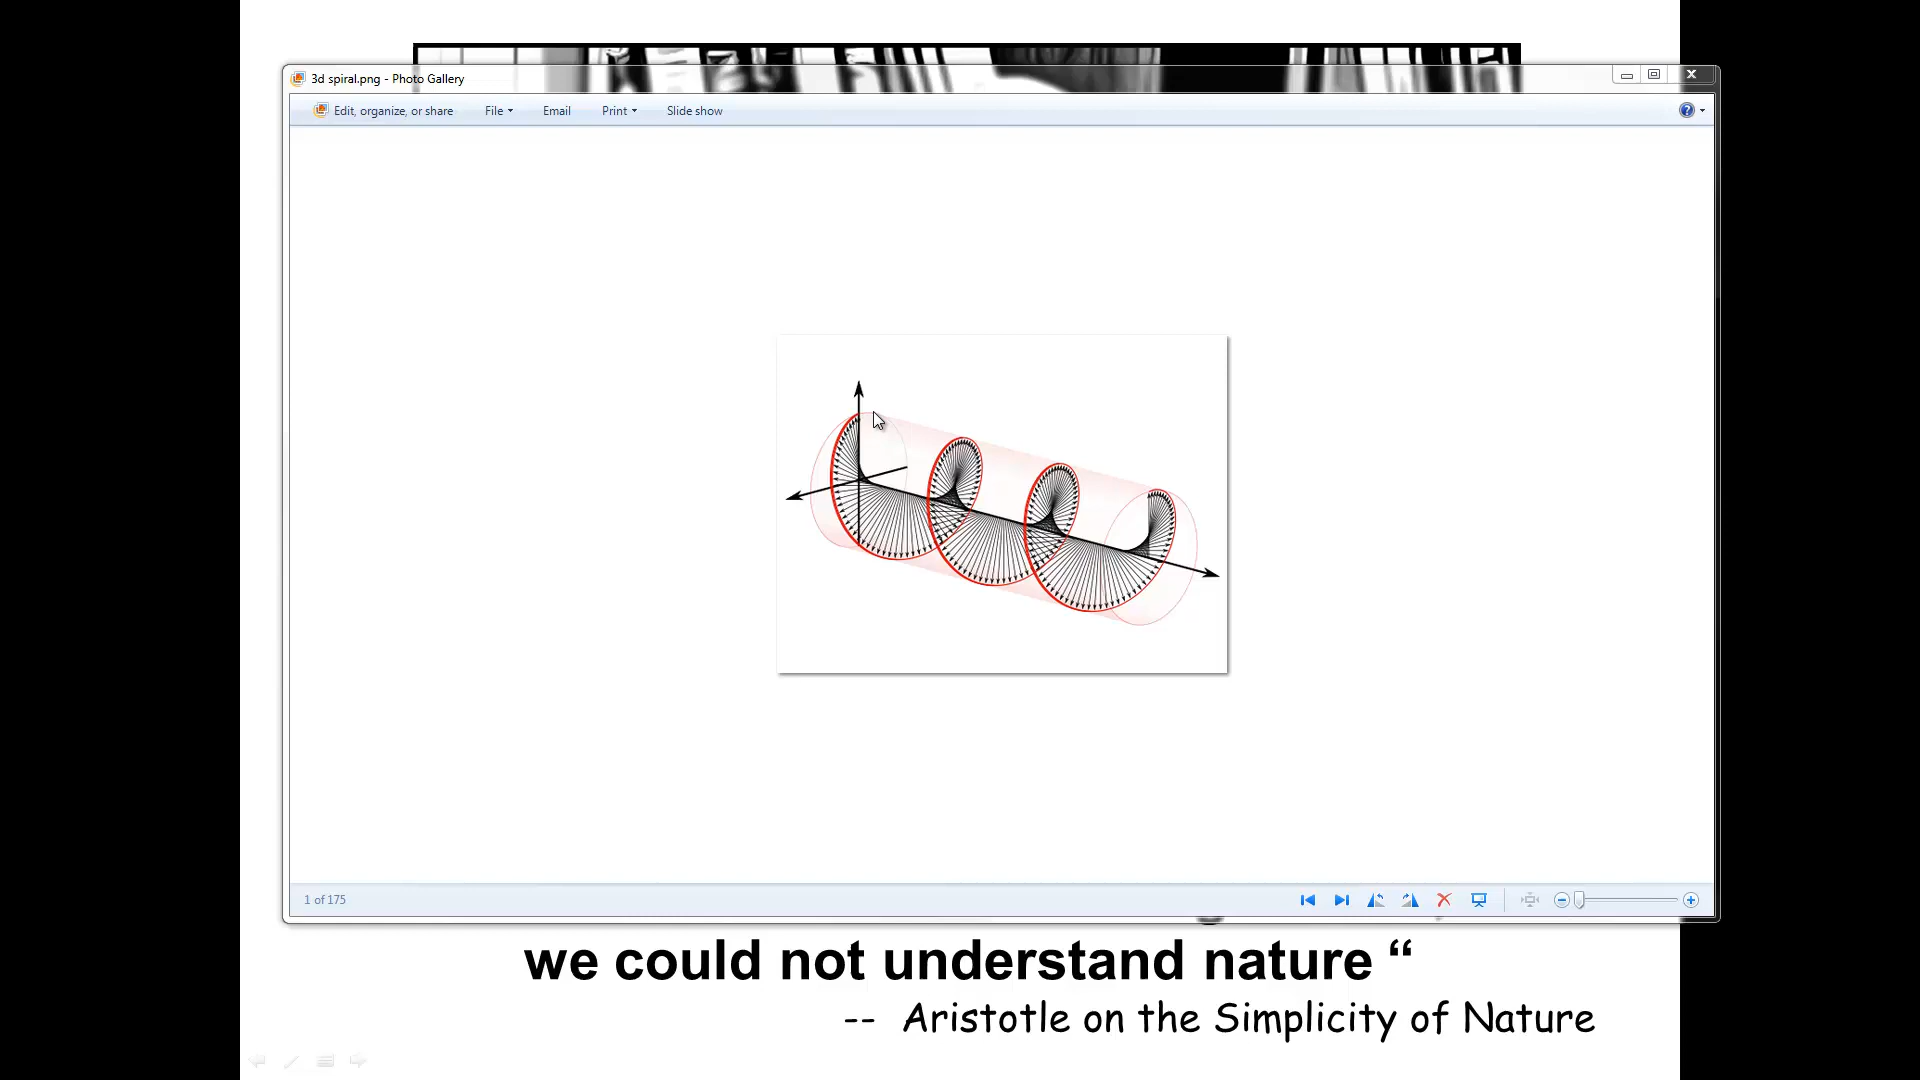 3d spiral.png - Photo Gallery
Edit, organize, or share File Email Print Slide show
1 of 175
we could not understand nature “
-- Aristotle on the Simplicity of Nature